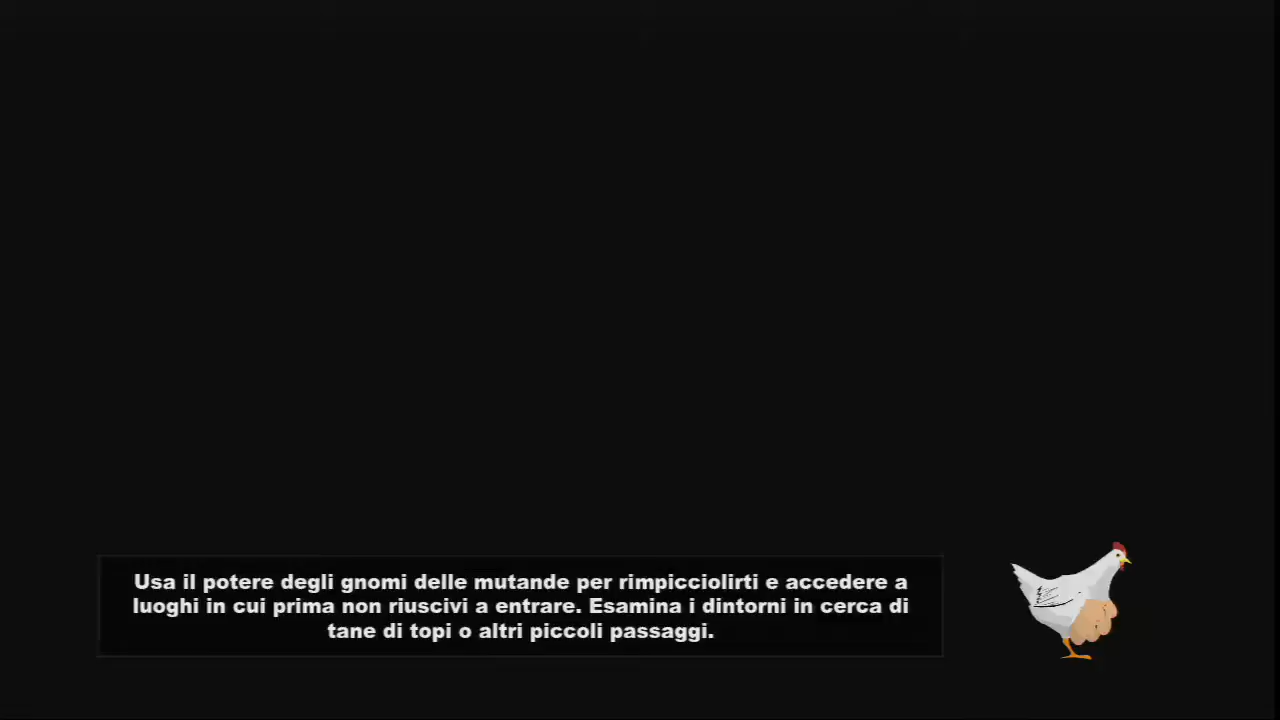 Usa il potere degli gnomi delle mutande per rimpicciolirti e accedere a
luoghi in cui prima non riuscivi a entrare. Esamina i dintorni in cerca di
tane di topi o altri piccoli passaggi.